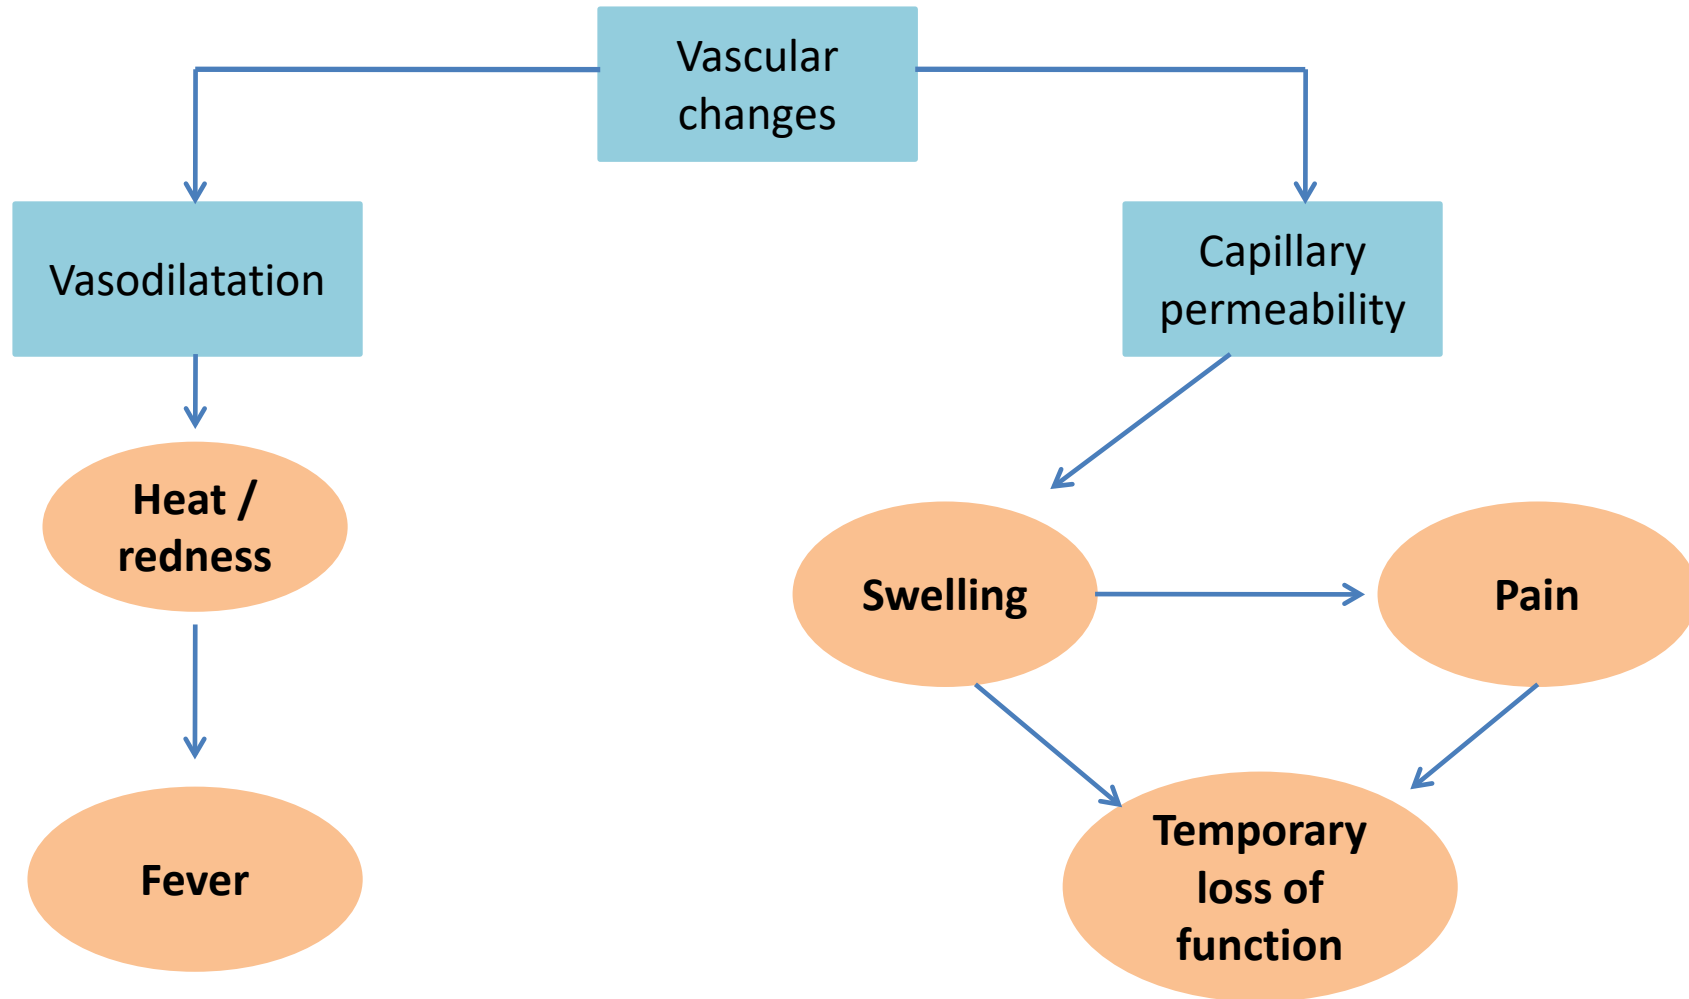 Vascular
changes
Vasodilatation
Capillary
permeability
Heat /
redness
Swelling
Pain
Fever
Temporary
loss of
function